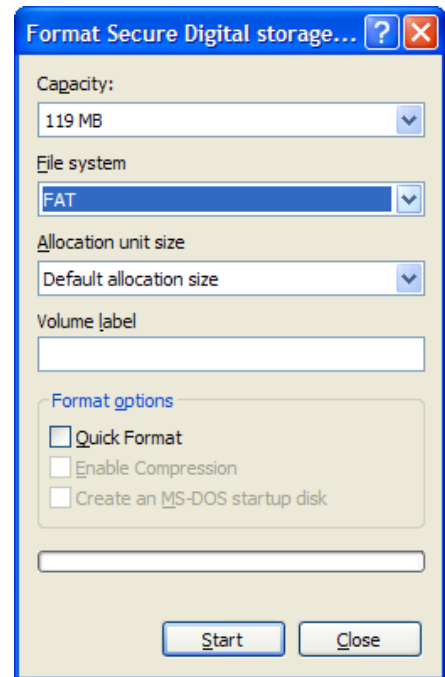 Format Secure Digital storage...
Capacity:
119 MB
File system
FAT
Allocation unit size
Default allocation size
Volume label
Format options
Quick Format
Enable Compression
Create an MS-DOS startup disk
Start Close